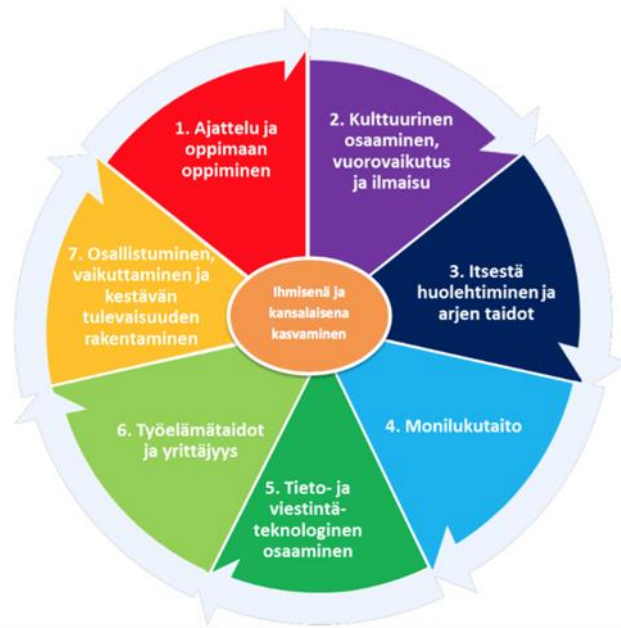 1. Ajattelu ja
oppimaan
oppiminen
2. Kulttuurinen
osaaminen,
vuorovaikutus
ja ilmaisu
3. Itsestä
huolehtiminen ja
arjen taidot
4. Monilukutaito
5. Tieto- ja
viestintä-
teknologinen
osaaminen
6. Työelämätaidot
ja yrittäjyys
7. Osallistuminen,
vaikuttaminen ja
kestävän
tulevaisuuden
rakentaminen
Ihmisenä ja
kansalaisena
kasvaminen